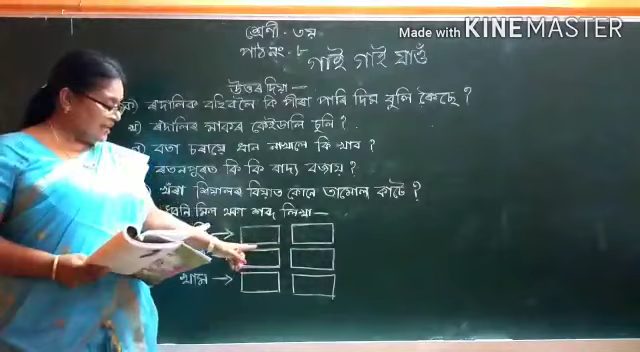 Made with KINEMASTER
শ্ৰেণী - ৩য়
পাঠ নং - ৮ গাই গাই যাওঁ
উত্তৰ দিয়া —
ক) ৰদালিক বহিবলৈ কি পীৰা পাৰি দিম বুলি কৈছে ?
খ) ৰদালিৰ মাকৰ কেইডালি চুলি ?
বতা চৰায়ে ধান নাখালে কি খাব ?
ৰতনপুৰত কি কি বাদ্য বজায় ?
খঁৰা শিয়ালৰ বিয়াত কোনে তামোল কাটে ?
ধ্বনি মিল থকা শব্দ লিখা —